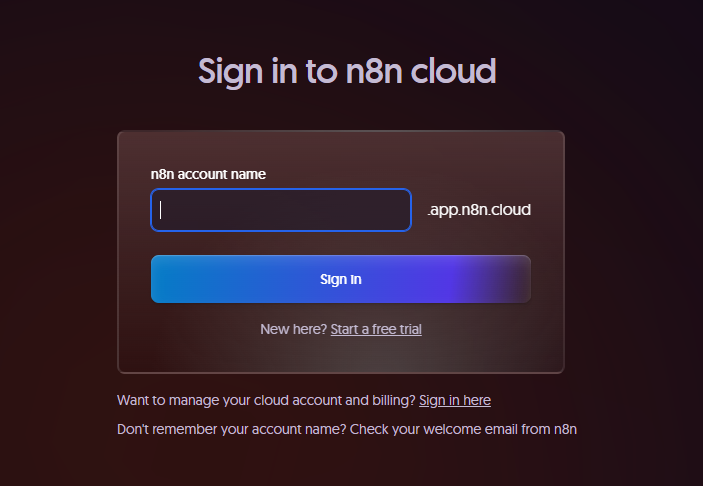 Sign in to n8n cloud
n8n account name
.app.n8n.cloud
Sign in
New here? Start a free trial
Want to manage your cloud account and billing? Sign in here
Don't remember your account name? Check your welcome email from n8n